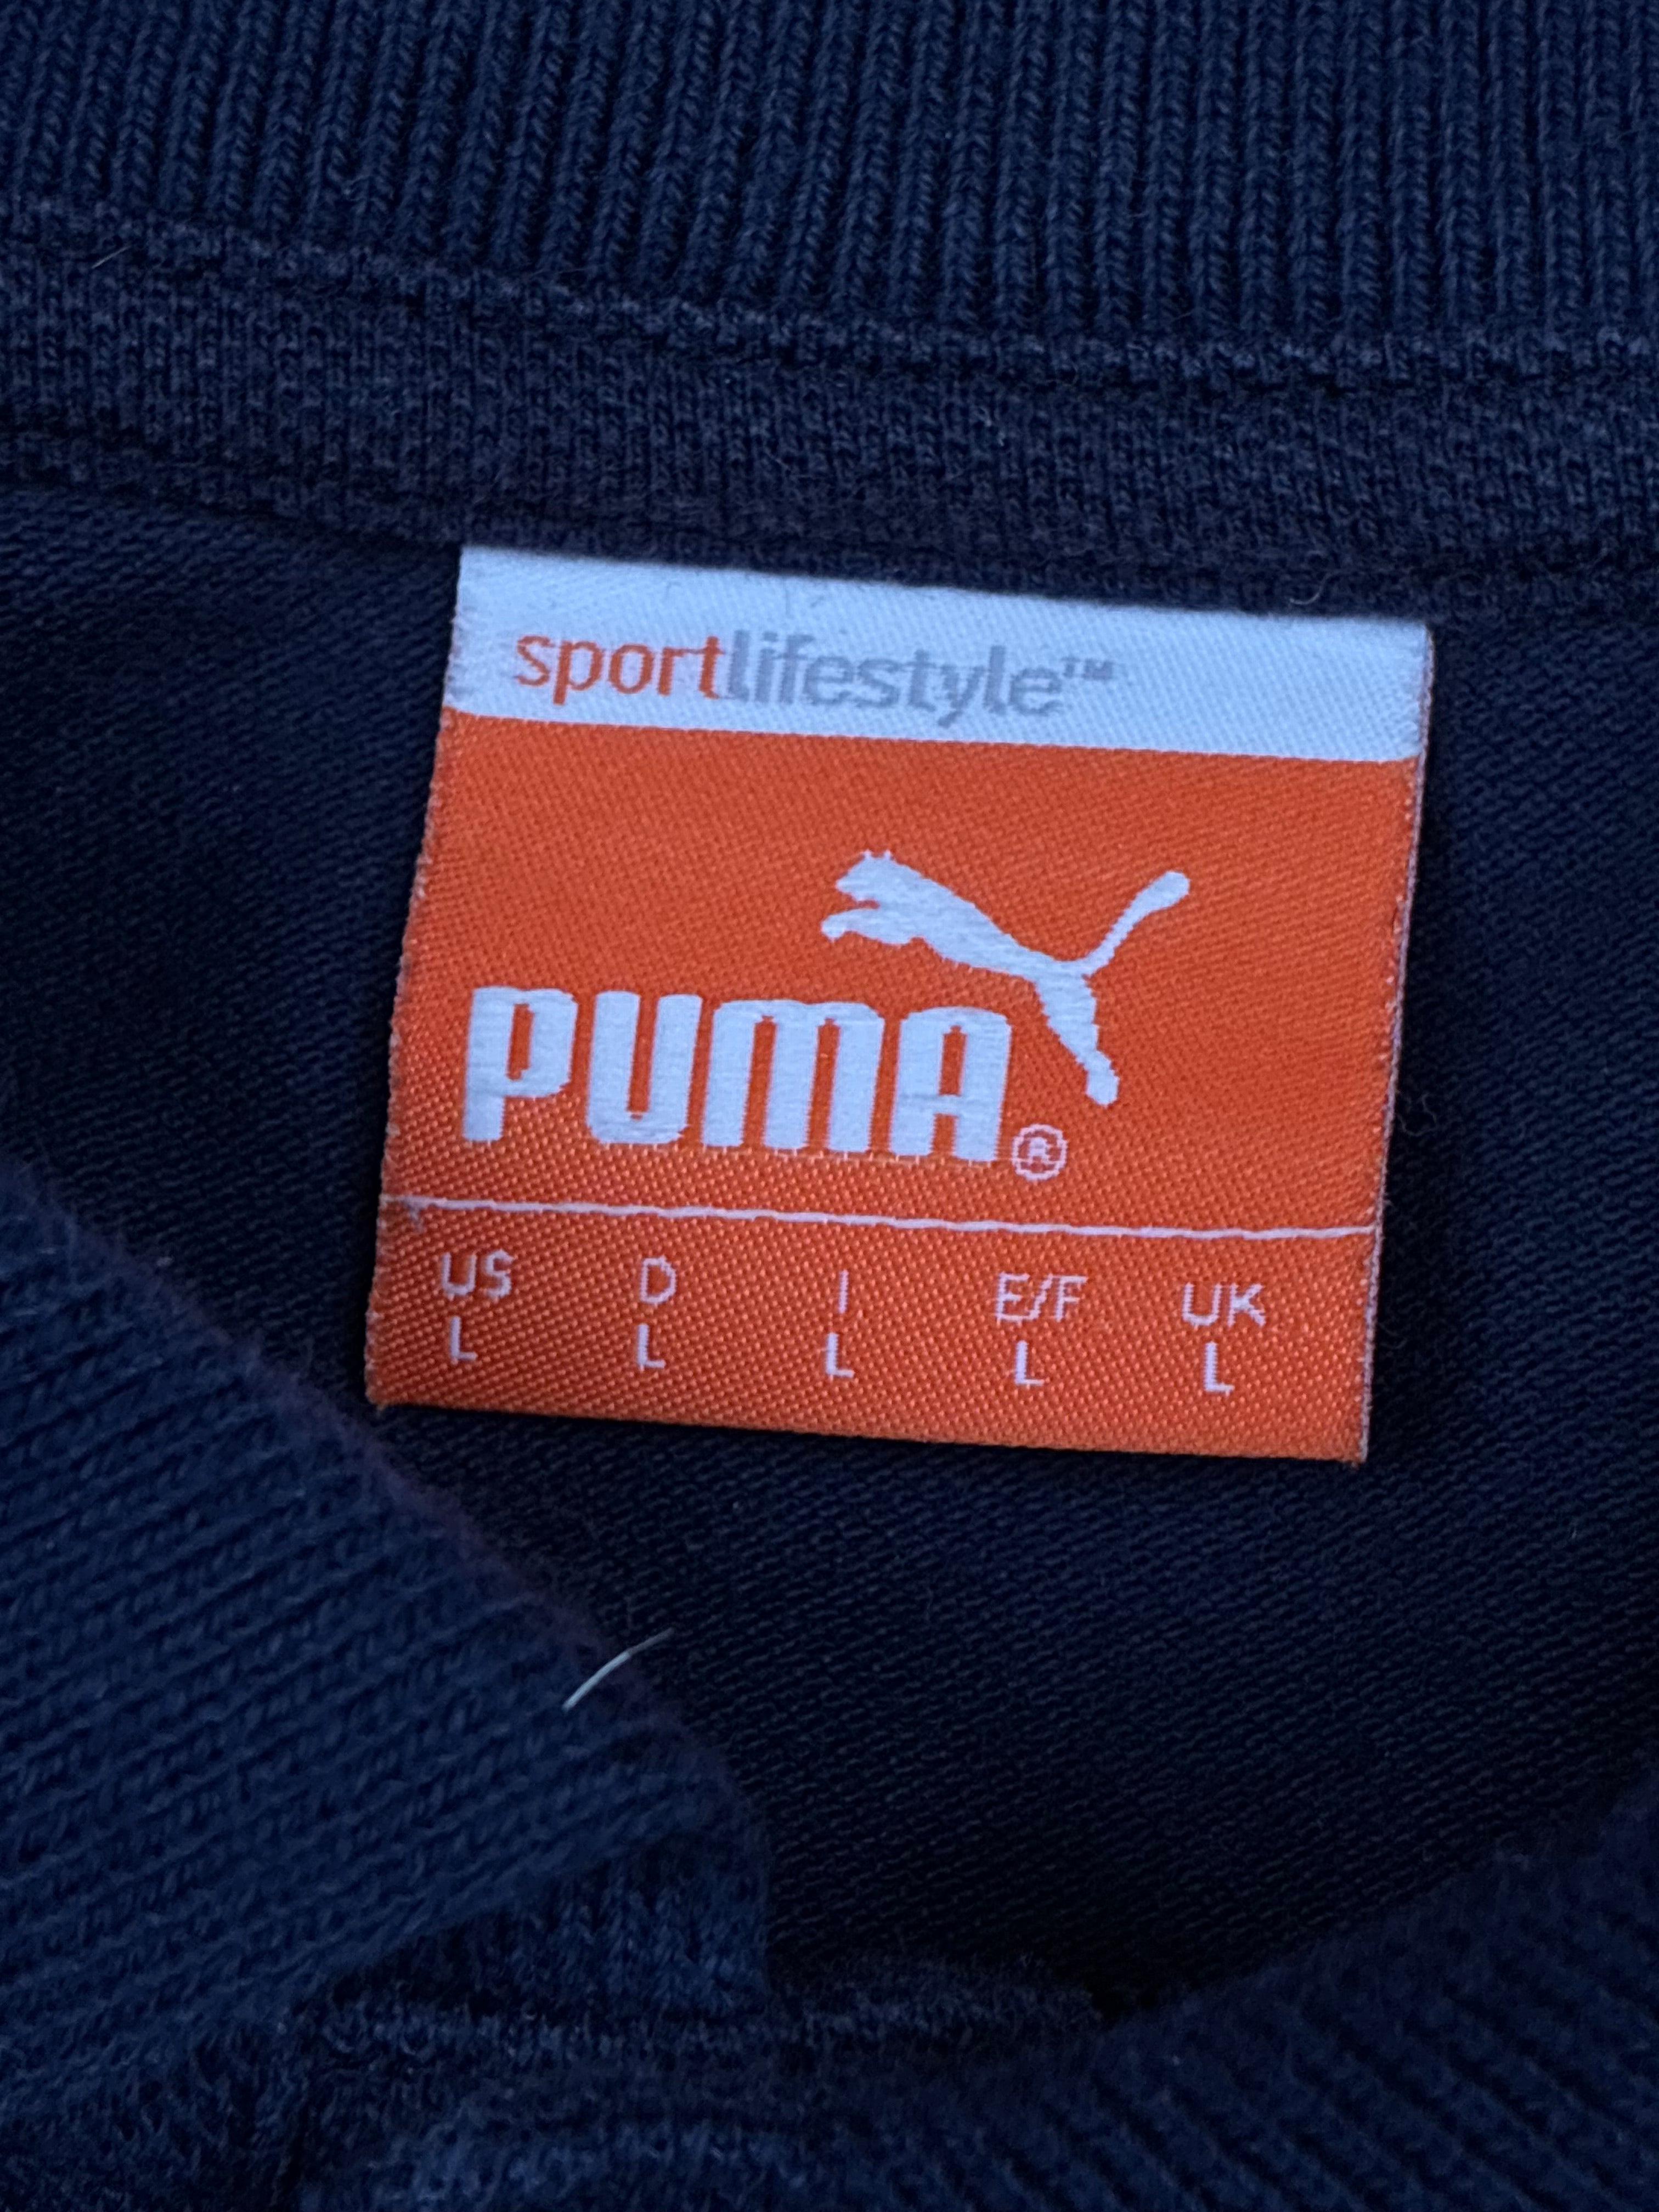 sportlifestyle™
PUMA®
US D I E/F UK
L L L L L